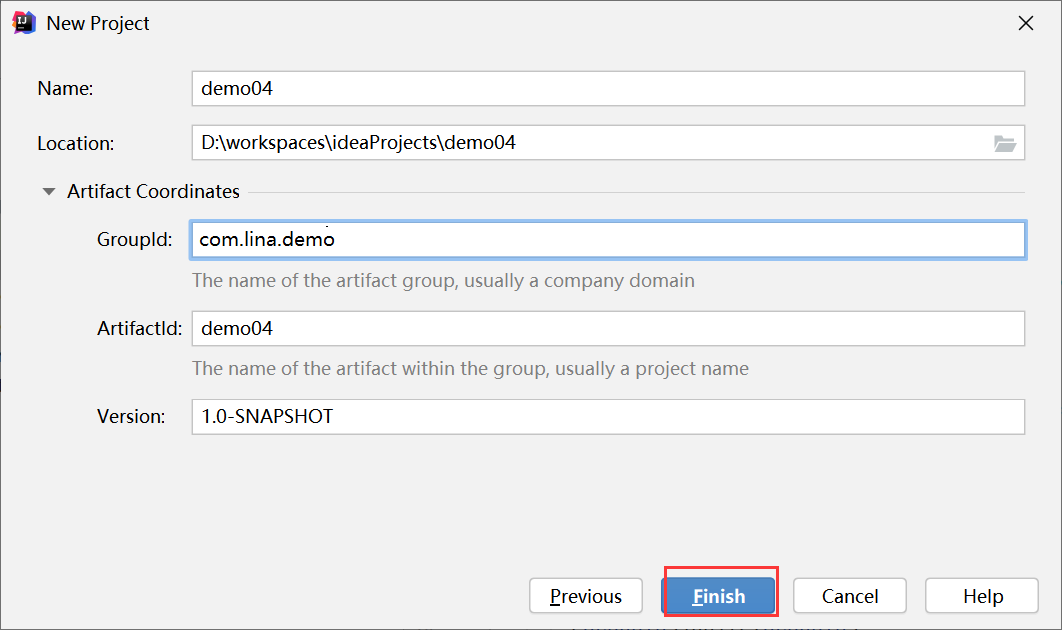 New Project
Name: demo04
Location: D:\workspaces\ideaProjects\demo04
Artifact Coordinates
GroupId: com.lina.demo
The name of the artifact group, usually a company domain
ArtifactId: demo04
The name of the artifact within the group, usually a project name
Version: 1.0-SNAPSHOT
Previous Finish Cancel Help